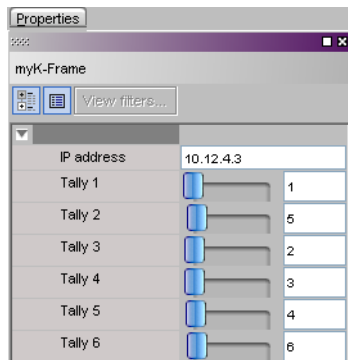 Properties
myK-Frame
View filters...
IP address 10.12.4.3
Tally 1 1
Tally 2 5
Tally 3 2
Tally 4 3
Tally 5 4
Tally 6 6